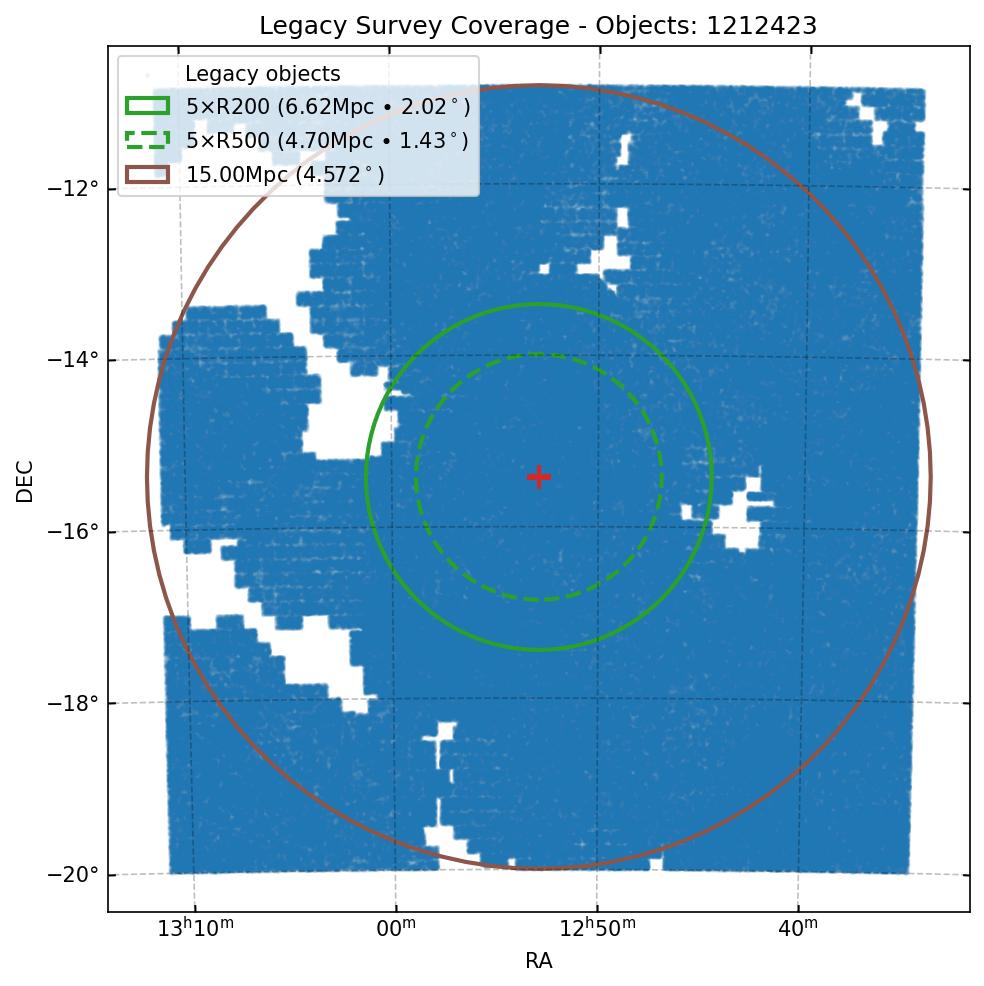 Legacy Survey Coverage - Objects: 1212423
Legacy objects
5×R200 (6.62Mpc • 2.02°)
5×R500 (4.70Mpc • 1.43°)
15.00Mpc (4.572°)
−12°
−14°
−16°
−18°
−20°
DEC
13ʰ10ᵐ
00ᵐ
12ʰ50ᵐ
40ᵐ
RA